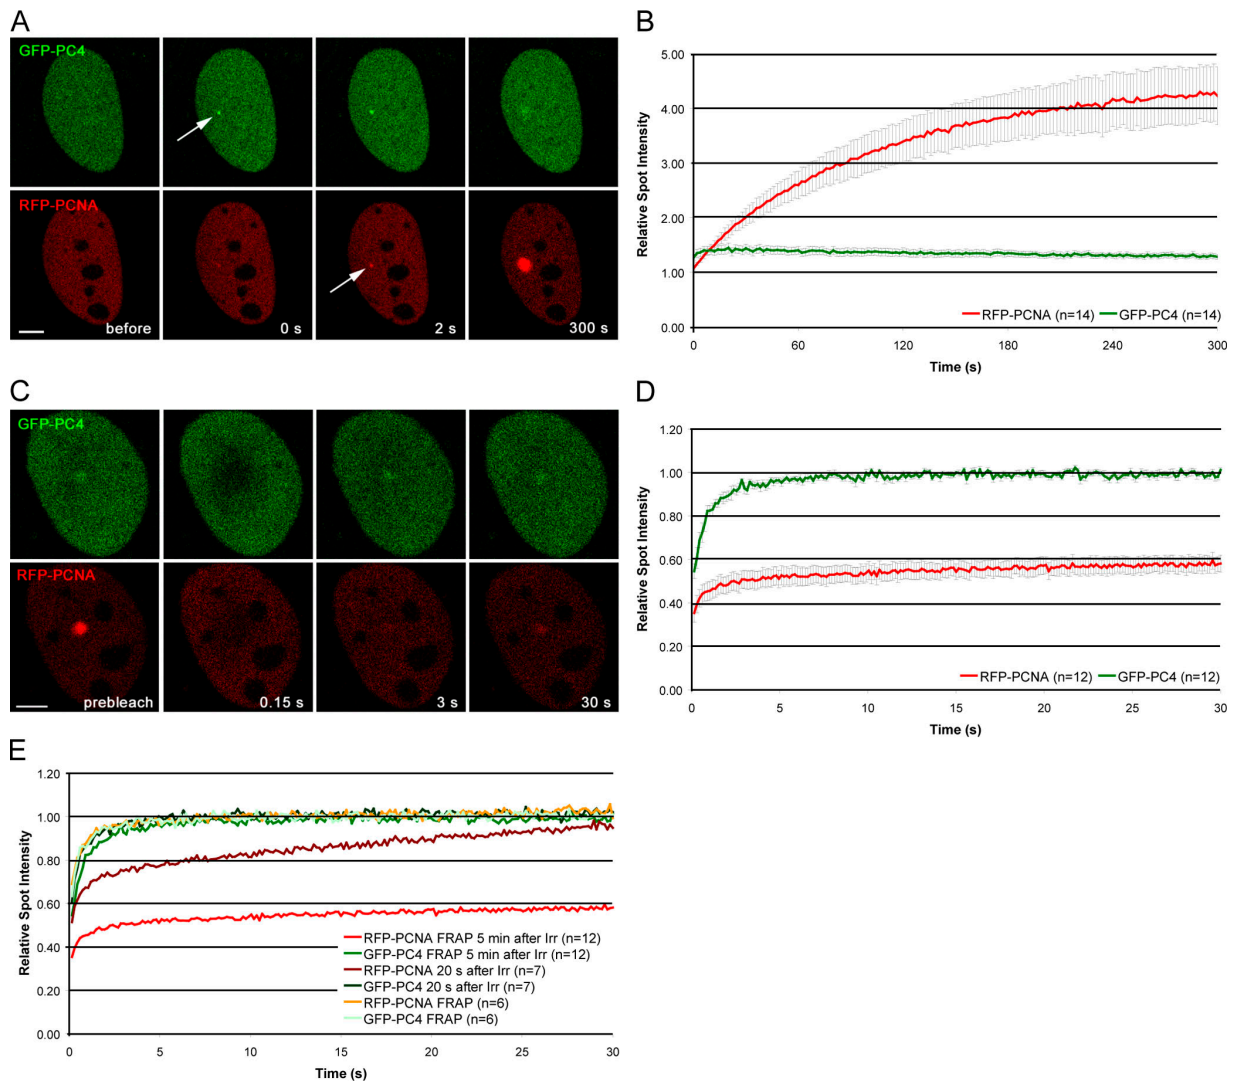 A
GFP-PC4
RFP-PCNA
before
0 s
2 s
300 s
B
Relative Spot Intensity
5.00
4.00
3.00
2.00
1.00
0.00
0
60
120
180
240
300
RFP-PCNA (n=14)
GFP-PC4 (n=14)
Time (s)
C
GFP-PC4
RFP-PCNA
prebleach
0.15 s
3 s
30 s
D
Relative Spot Intensity
1.20
1.00
0.80
0.60
0.40
0.20
0.00
0
5
10
15
20
25
30
RFP-PCNA (n=12)
GFP-PC4 (n=12)
Time (s)
E
Relative Spot Intensity
1.20
1.00
0.80
0.60
0.40
0.20
0.00
RFP-PCNA FRAP 5 min after Irr (n=12)
GFP-PC4 FRAP 5 min after Irr (n=12)
RFP-PCNA 20 s after Irr (n=7)
GFP-PC4 20 s after Irr (n=7)
RFP-PCNA FRAP (n=6)
GFP-PC4 FRAP (n=6)
0
5
10
15
20
25
30
Time (s)